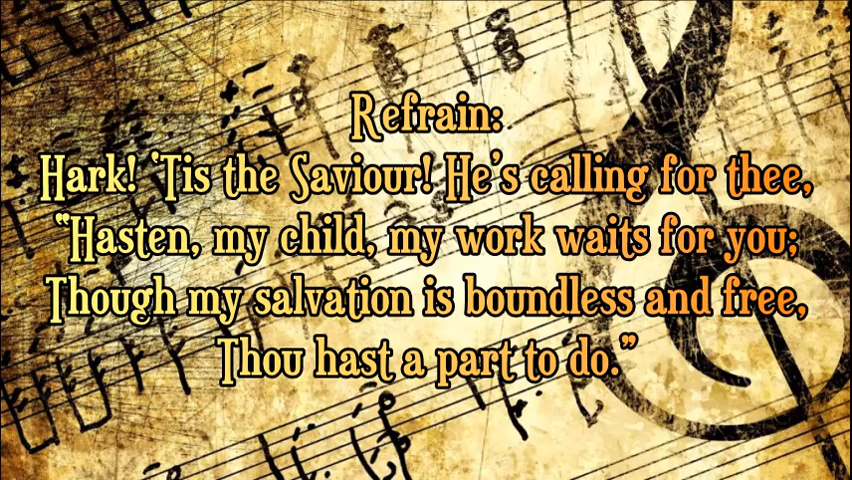 Refrain:
Hark! 'Tis the Saviour! He's calling for thee,
"Hasten, my child, my work waits for you;
Though my salvation is boundless and free,
Thou hast a part to do."